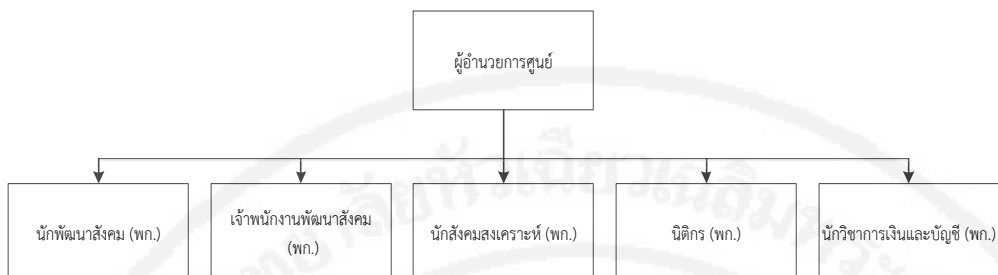 ผู้อำนวยการศูนย์
นักพัฒนาสังคม (พก.)
เจ้าพนักงานพัฒนาสังคม
(พก.)
นักสังคมสงเคราะห์ (พก.)
นิติกร (พก.)
นักวิชาการเงินและบัญชี (พก.)